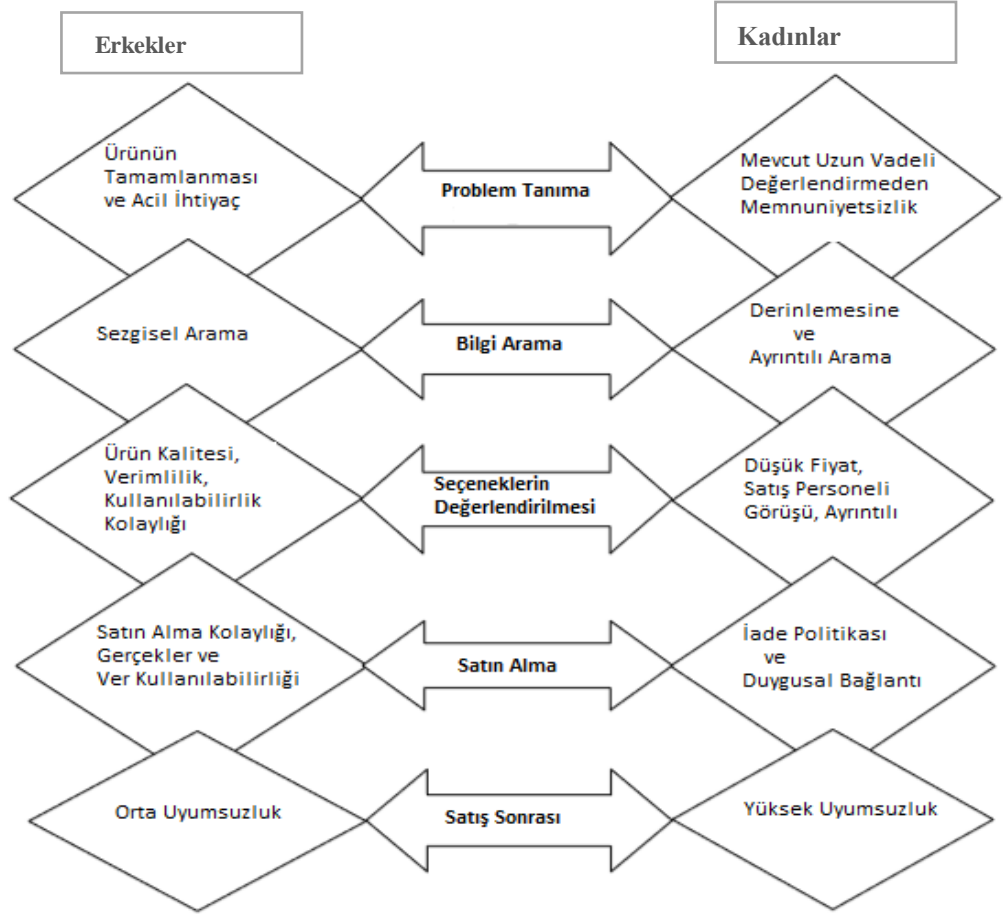 Erkekler
Kadınlar
Ürünün
Tamamlanması
ve Acil İhtiyaç
Problem Tanıma
Mevcut Uzun Vadeli
Değerlendirmeden
Memnuniyetsizlik
Sezgisel Arama
Bilgi Arama
Derinlemesine
ve
Ayrıntılı Arama
Ürün Kalitesi,
Verimlilik,
Kullanılabilirlik
Kolaylığı
Seçeneklerin
Değerlendirilmesi
Düşük Fiyat,
Satış Personeli
Görüşü, Ayrıntılı
Satın Alma Kolaylığı,
Gerçekler ve
Ver Kullanılabilirliği
Satın Alma
İade Politikası
ve
Duygusal Bağlantı
Orta Uyumsuzluk
Satış Sonrası
Yüksek Uyumsuzluk